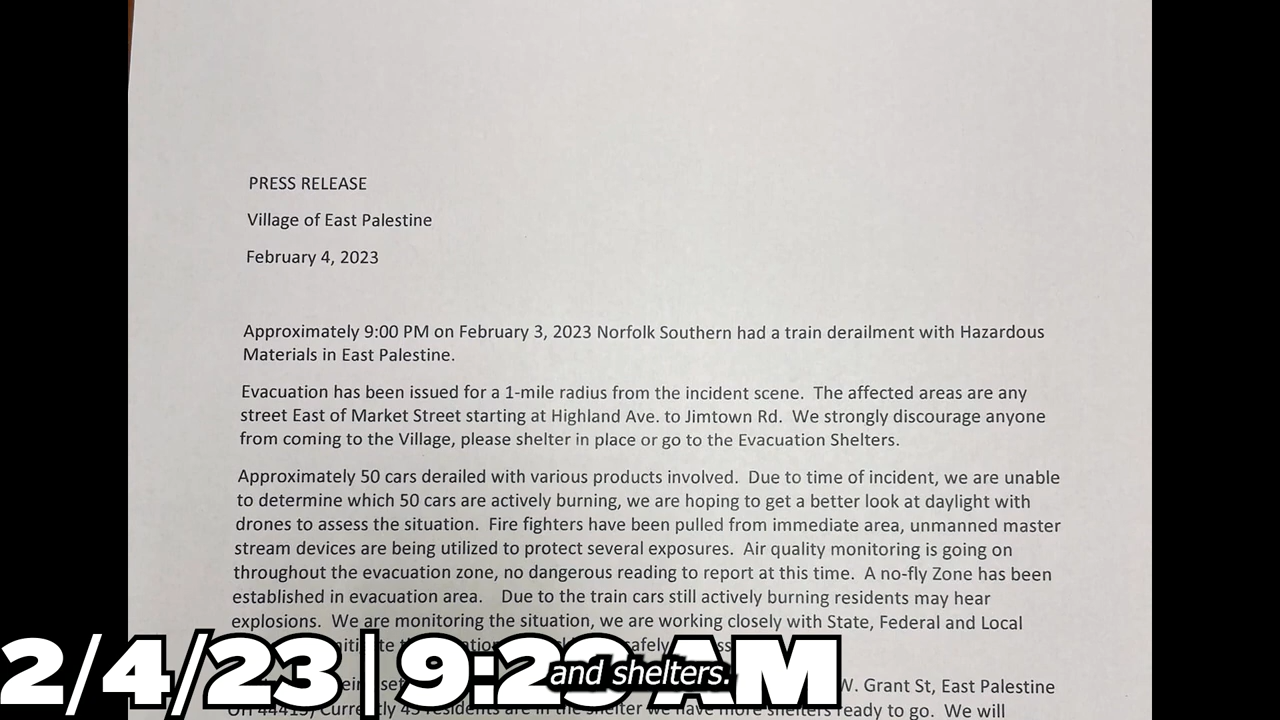 PRESS RELEASE
Village of East Palestine
February 4, 2023
Approximately 9:00 PM on February 3, 2023 Norfolk Southern had a train derailment with Hazardous
Materials in East Palestine.
Evacuation has been issued for a 1-mile radius from the incident scene.  The affected areas are any
street East of Market Street starting at Highland Ave. to Jimtown Rd.  We strongly discourage anyone
from coming to the Village, please shelter in place or go to the Evacuation Shelters.
Approximately 50 cars derailed with various products involved.  Due to time of incident, we are unable
to determine which 50 cars are actively burning, we are hoping to get a better look at daylight with
drones to assess the situation.  Fire fighters have been pulled from immediate area, unmanned master
stream devices are being utilized to protect several exposures.  Air quality monitoring is going on
throughout the evacuation zone, no dangerous reading to report at this time.  A no-fly Zone has been
established in evacuation area.    Due to the train cars still actively burning residents may hear
explosions.  We are monitoring the situation, we are working closely with State, Federal and Local
W. Grant St, East Palestine
residents are in the shelter we have more shelters ready to go.  We will
2/4/23 | 9:29 AM
and shelters.